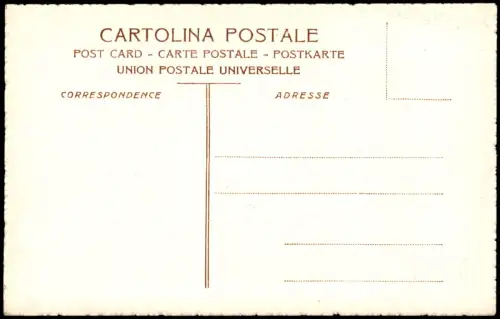 CARTOLINA POSTALE
POST CARD - CARTE POSTALE - POSTKARTE
UNION POSTALE UNIVERSELLE
CORRESPONDENCE
ADRESSE